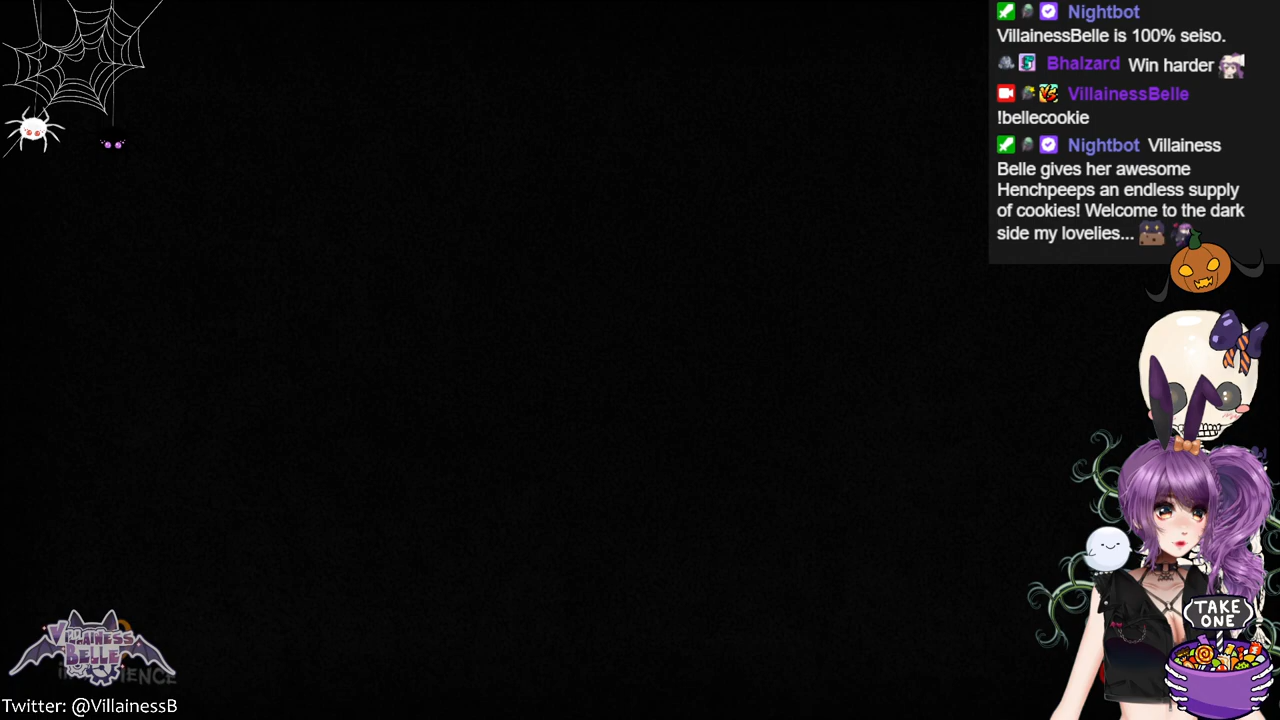 Nightbot
VillainessBelle is 100% seiso.
Bhalzard Win harder
VillainessBelle
!bellecookie
Nightbot Villainess
Belle gives her awesome
Henchpeeps an endless supply
of cookies! Welcome to the dark
side my lovelies...
TAKE
ONE
VILLAINESS
BELLE
Twitter: @VillainessB